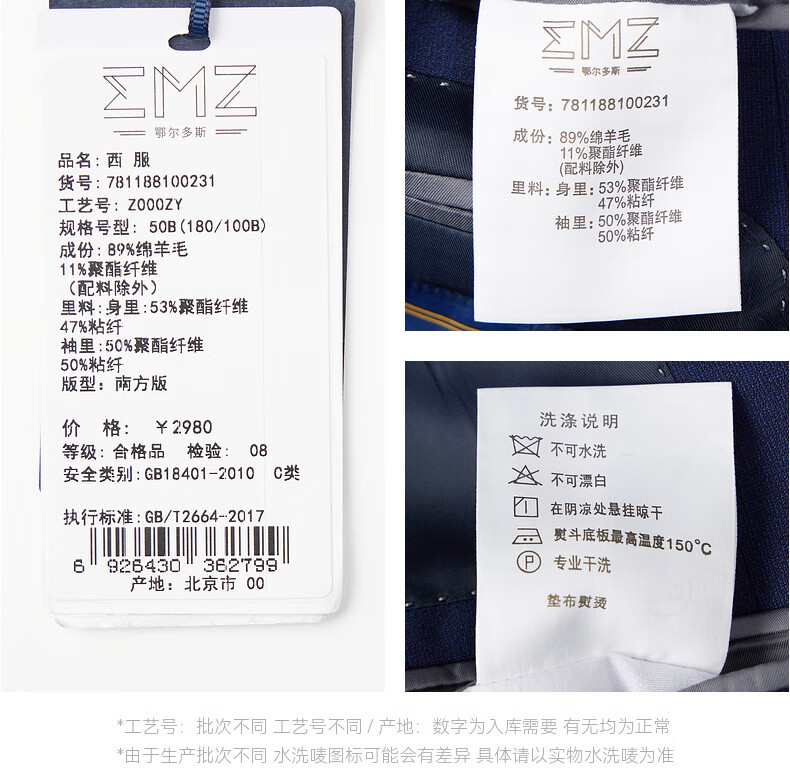 ΣMZ
鄂尔多斯
品名:西 服
货号:781188100231
工艺号:Z000ZY
规格号型: 50B(180/100B)
成份:89%绵羊毛
11%聚酯纤维
（配料除外）
里料:身里:53%聚酯纤维
47%粘纤
袖里:50%聚酯纤维
50%粘纤
版型：南方版
价 格: ￥2980
等级: 合格品 检验: 08
安全类别:GB18401-2010 C类
执行标准:GB/T2664-2017
6 926430 362799
产地: 北京市 00
ΣMZ
鄂尔多斯
货号: 781188100231
成份: 89%绵羊毛
11%聚酯纤维
(配料除外)
里料:身里:53%聚酯纤维
47%粘纤
袖里:50%聚酯纤维
50%粘纤
洗涤说明
不可水洗
不可漂白
在阴凉处悬挂晾干
熨斗底板最高温度150℃
P 专业干洗
垫布熨烫
*工艺号：批次不同 工艺号不同 / 产地：数字为入库需要 有无均为正常
*由于生产批次不同 水洗唛图标可能会有差异 具体请以实物水洗唛为准